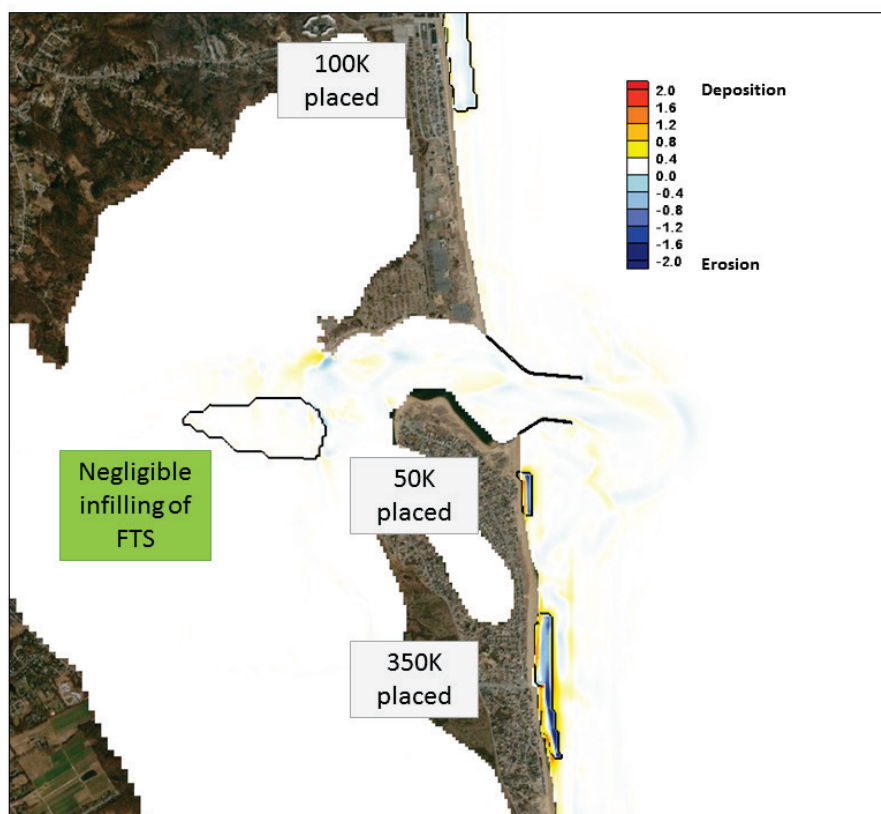 100K
placed
2.0
1.6
1.2
0.8
0.4
0.0
-0.4
-0.8
-1.2
-1.6
-2.0
Deposition
Erosion
Negligible
infilling of
FTS
50K
placed
350K
placed